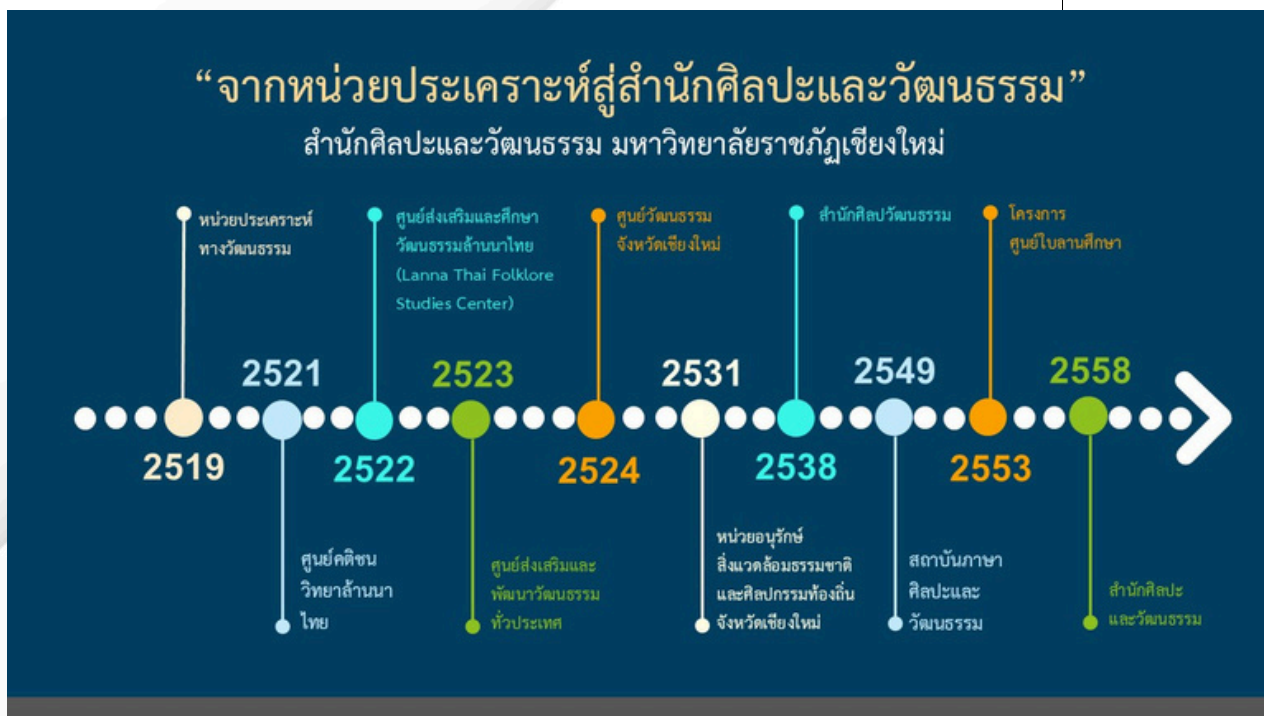 “จากหน่วยประเคราะห์สู่สำนักศิลปะและวัฒนธรรม”
สำนักศิลปะและวัฒนธรรม มหาวิทยาลัยราชภัฏเชียงใหม่
หน่วยประเคราะห์
ทางวัฒนธรรม
2519
2521
ศูนย์คติชน
วิทยาล้านนา
ไทย
ศูนย์ส่งเสริมและศึกษา
วัฒนธรรมล้านนาไทย
(Lanna Thai Folklore
Studies Center)
2522
2523
ศูนย์ส่งเสริมและ
พัฒนาวัฒนธรรม
ทั่วประเทศ
ศูนย์วัฒนธรรม
จังหวัดเชียงใหม่
2524
2531
หน่วยอนุรักษ์
สิ่งแวดล้อมธรรมชาติ
และศิลปกรรมท้องถิ่น
จังหวัดเชียงใหม่
สำนักศิลปวัฒนธรรม
2538
2549
สถาบันภาษา
ศิลปะและ
วัฒนธรรม
โครงการ
ศูนย์ใบลานศึกษา
2553
2558
สำนักศิลปะ
และวัฒนธรรม